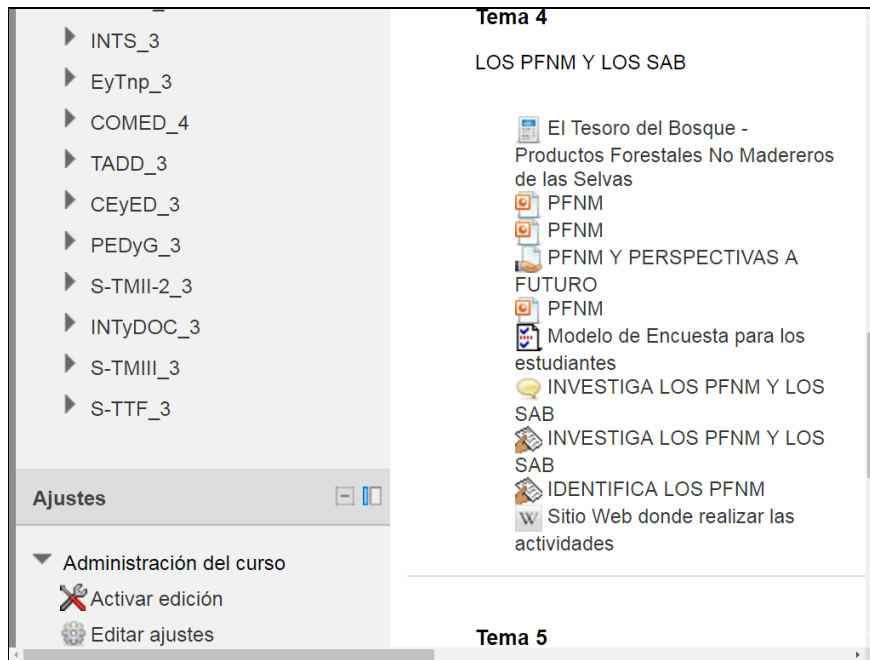 INTS_3
EyTnp_3
COMED_4
TADD_3
CEyED_3
PEDyG_3
S-TMII-2_3
INTyDOC_3
S-TMIII_3
S-TTF_3
Ajustes
Administración del curso
Activar edición
Editar ajustes
Tema 4
LOS PFNM Y LOS SAB
El Tesoro del Bosque -
Productos Forestales No Madereros
de las Selvas
PFNM
PFNM
PFNM Y PERSPECTIVAS A
FUTURO
PFNM
Modelo de Encuesta para los
estudiantes
INVESTIGA LOS PFNM Y LOS
SAB
INVESTIGA LOS PFNM Y LOS
SAB
IDENTIFICA LOS PFNM
W Sitio Web donde realizar las
actividades
Tema 5